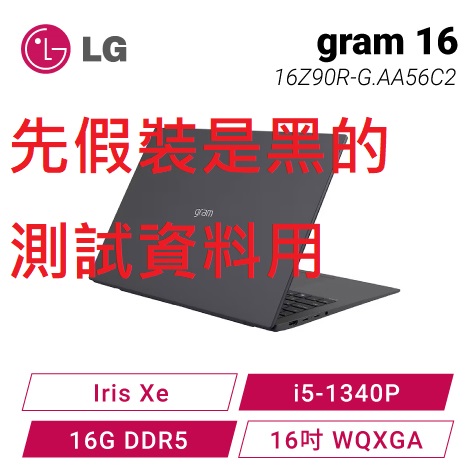 LG
gram 16
16Z90R-G.AA56C2
先假裝是黑的
gram
測試資料用
Iris Xe
i5-1340P
16G DDR5
16吋 WQXGA